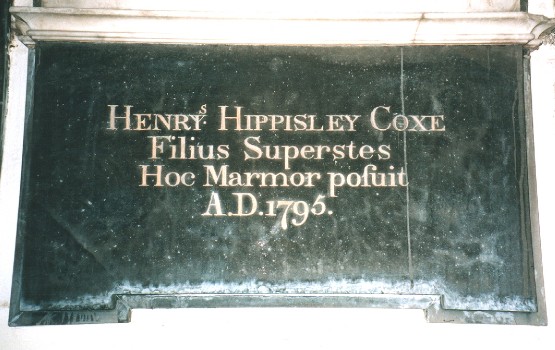 Henryˢ. Hippisley Coxe
Filius Superstes
Hoc Marmor poſuit
A.D.1795.